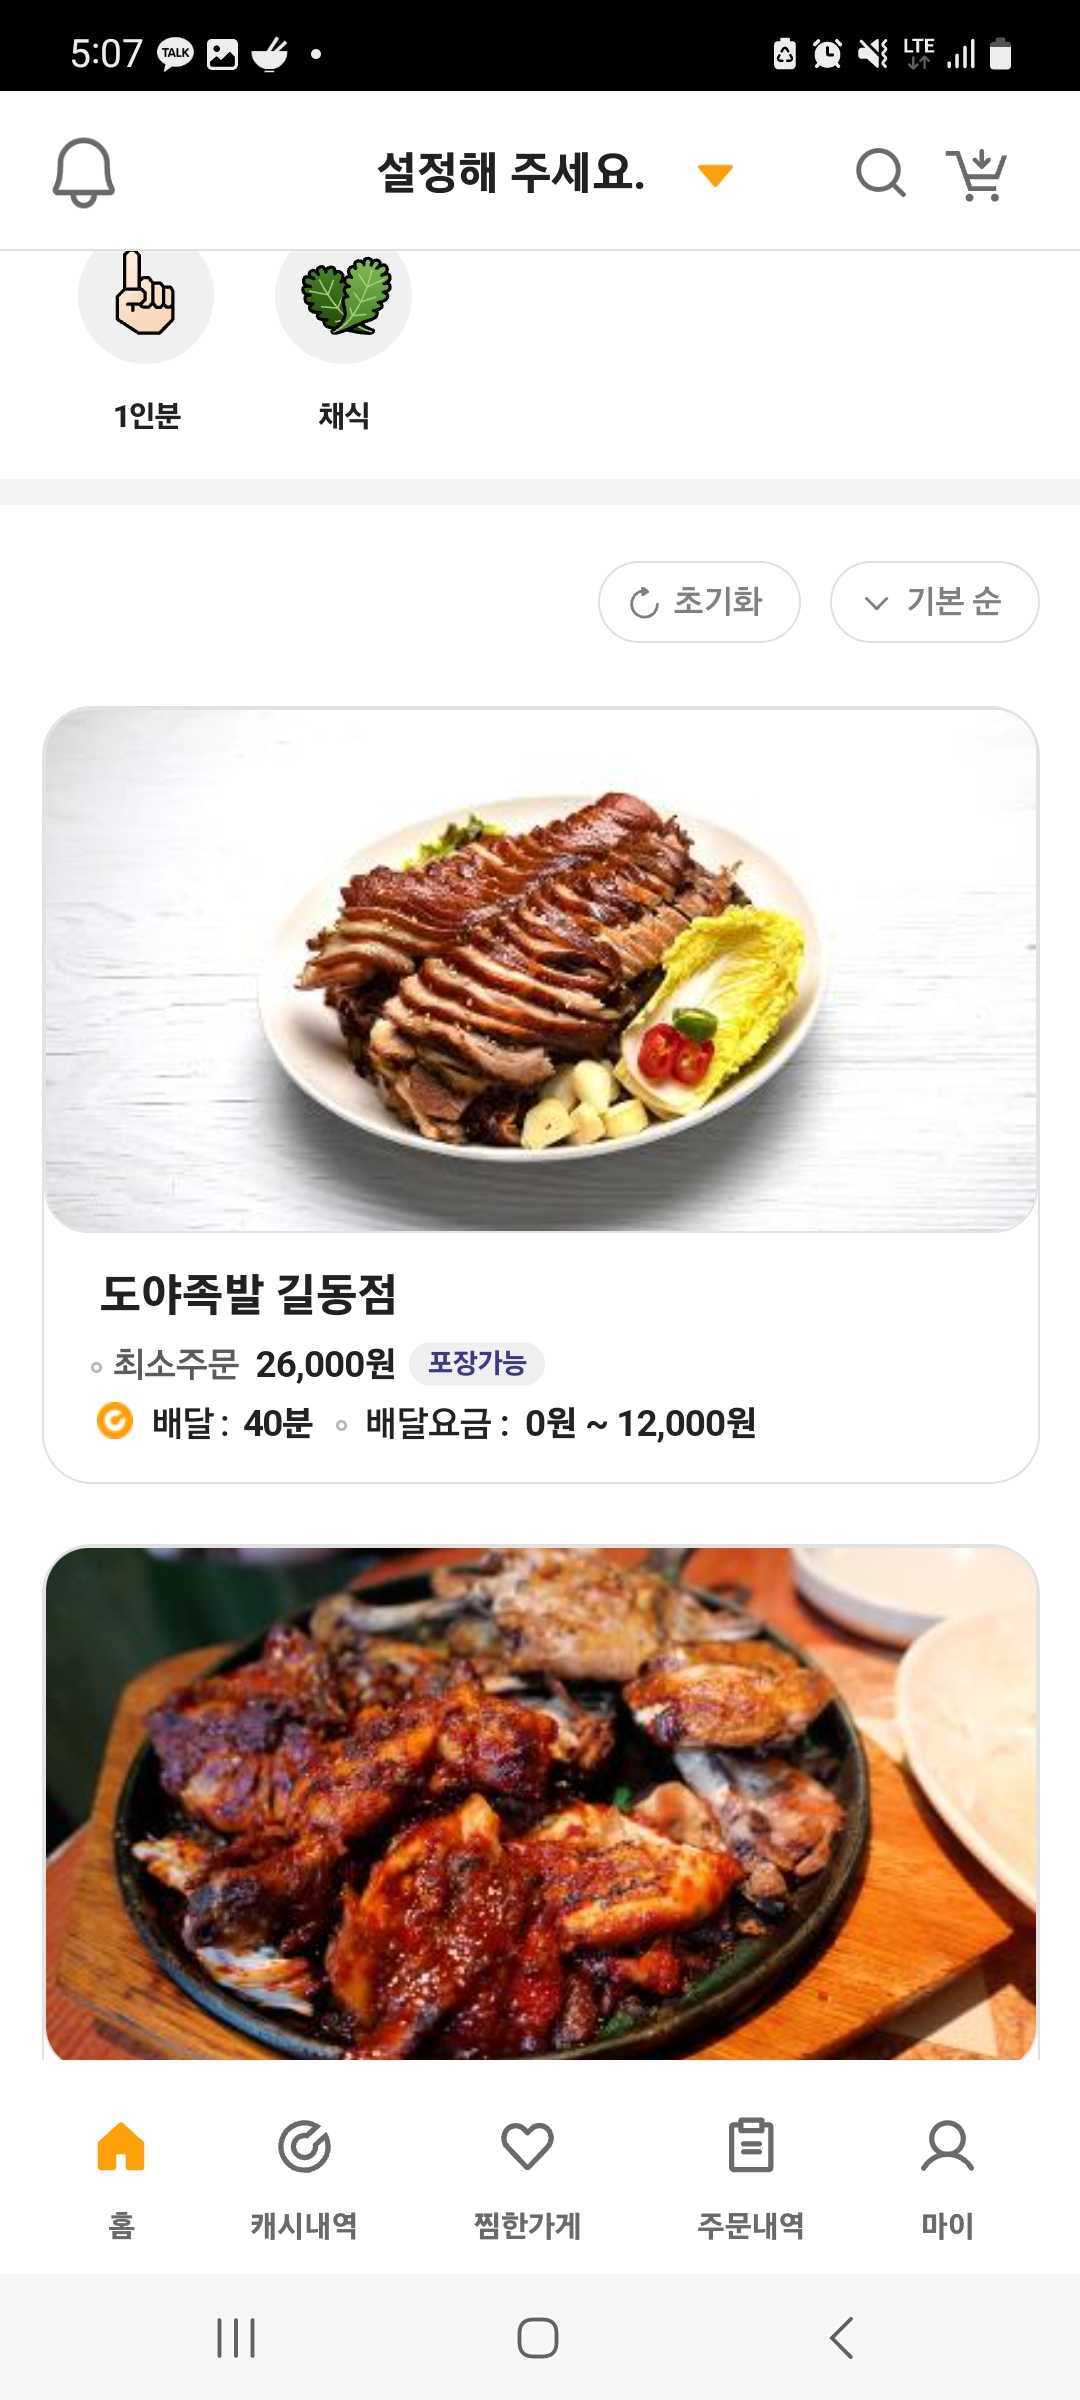 5:07 TALK LTE
설정해 주세요.
1인분 채식
초기화 기본 순
도야족발 길동점
최소주문 26,000원 포장가능
배달 : 40분 배달요금 : 0원 ~ 12,000원
홈 캐시내역 찜한가게 주문내역 마이